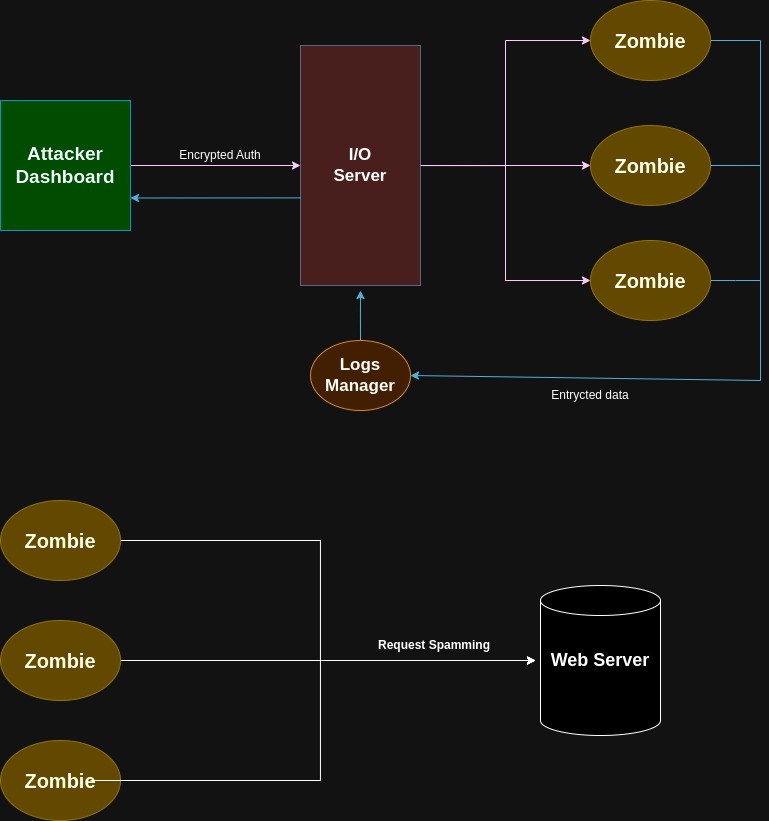 Zombie
Attacker
Dashboard
Encrypted Auth
I/O
Server
Zombie
Zombie
Logs
Manager
Entrycted data
Zombie
Request Spamming
Zombie
Web Server
Zombie